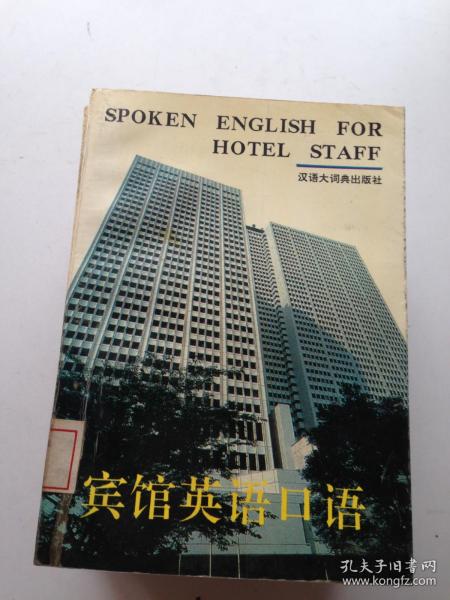 SPOKEN ENGLISH FOR
HOTEL STAFF
汉语大词典出版社
宾馆英语口语
孔夫子旧书网
www.kongfz.com